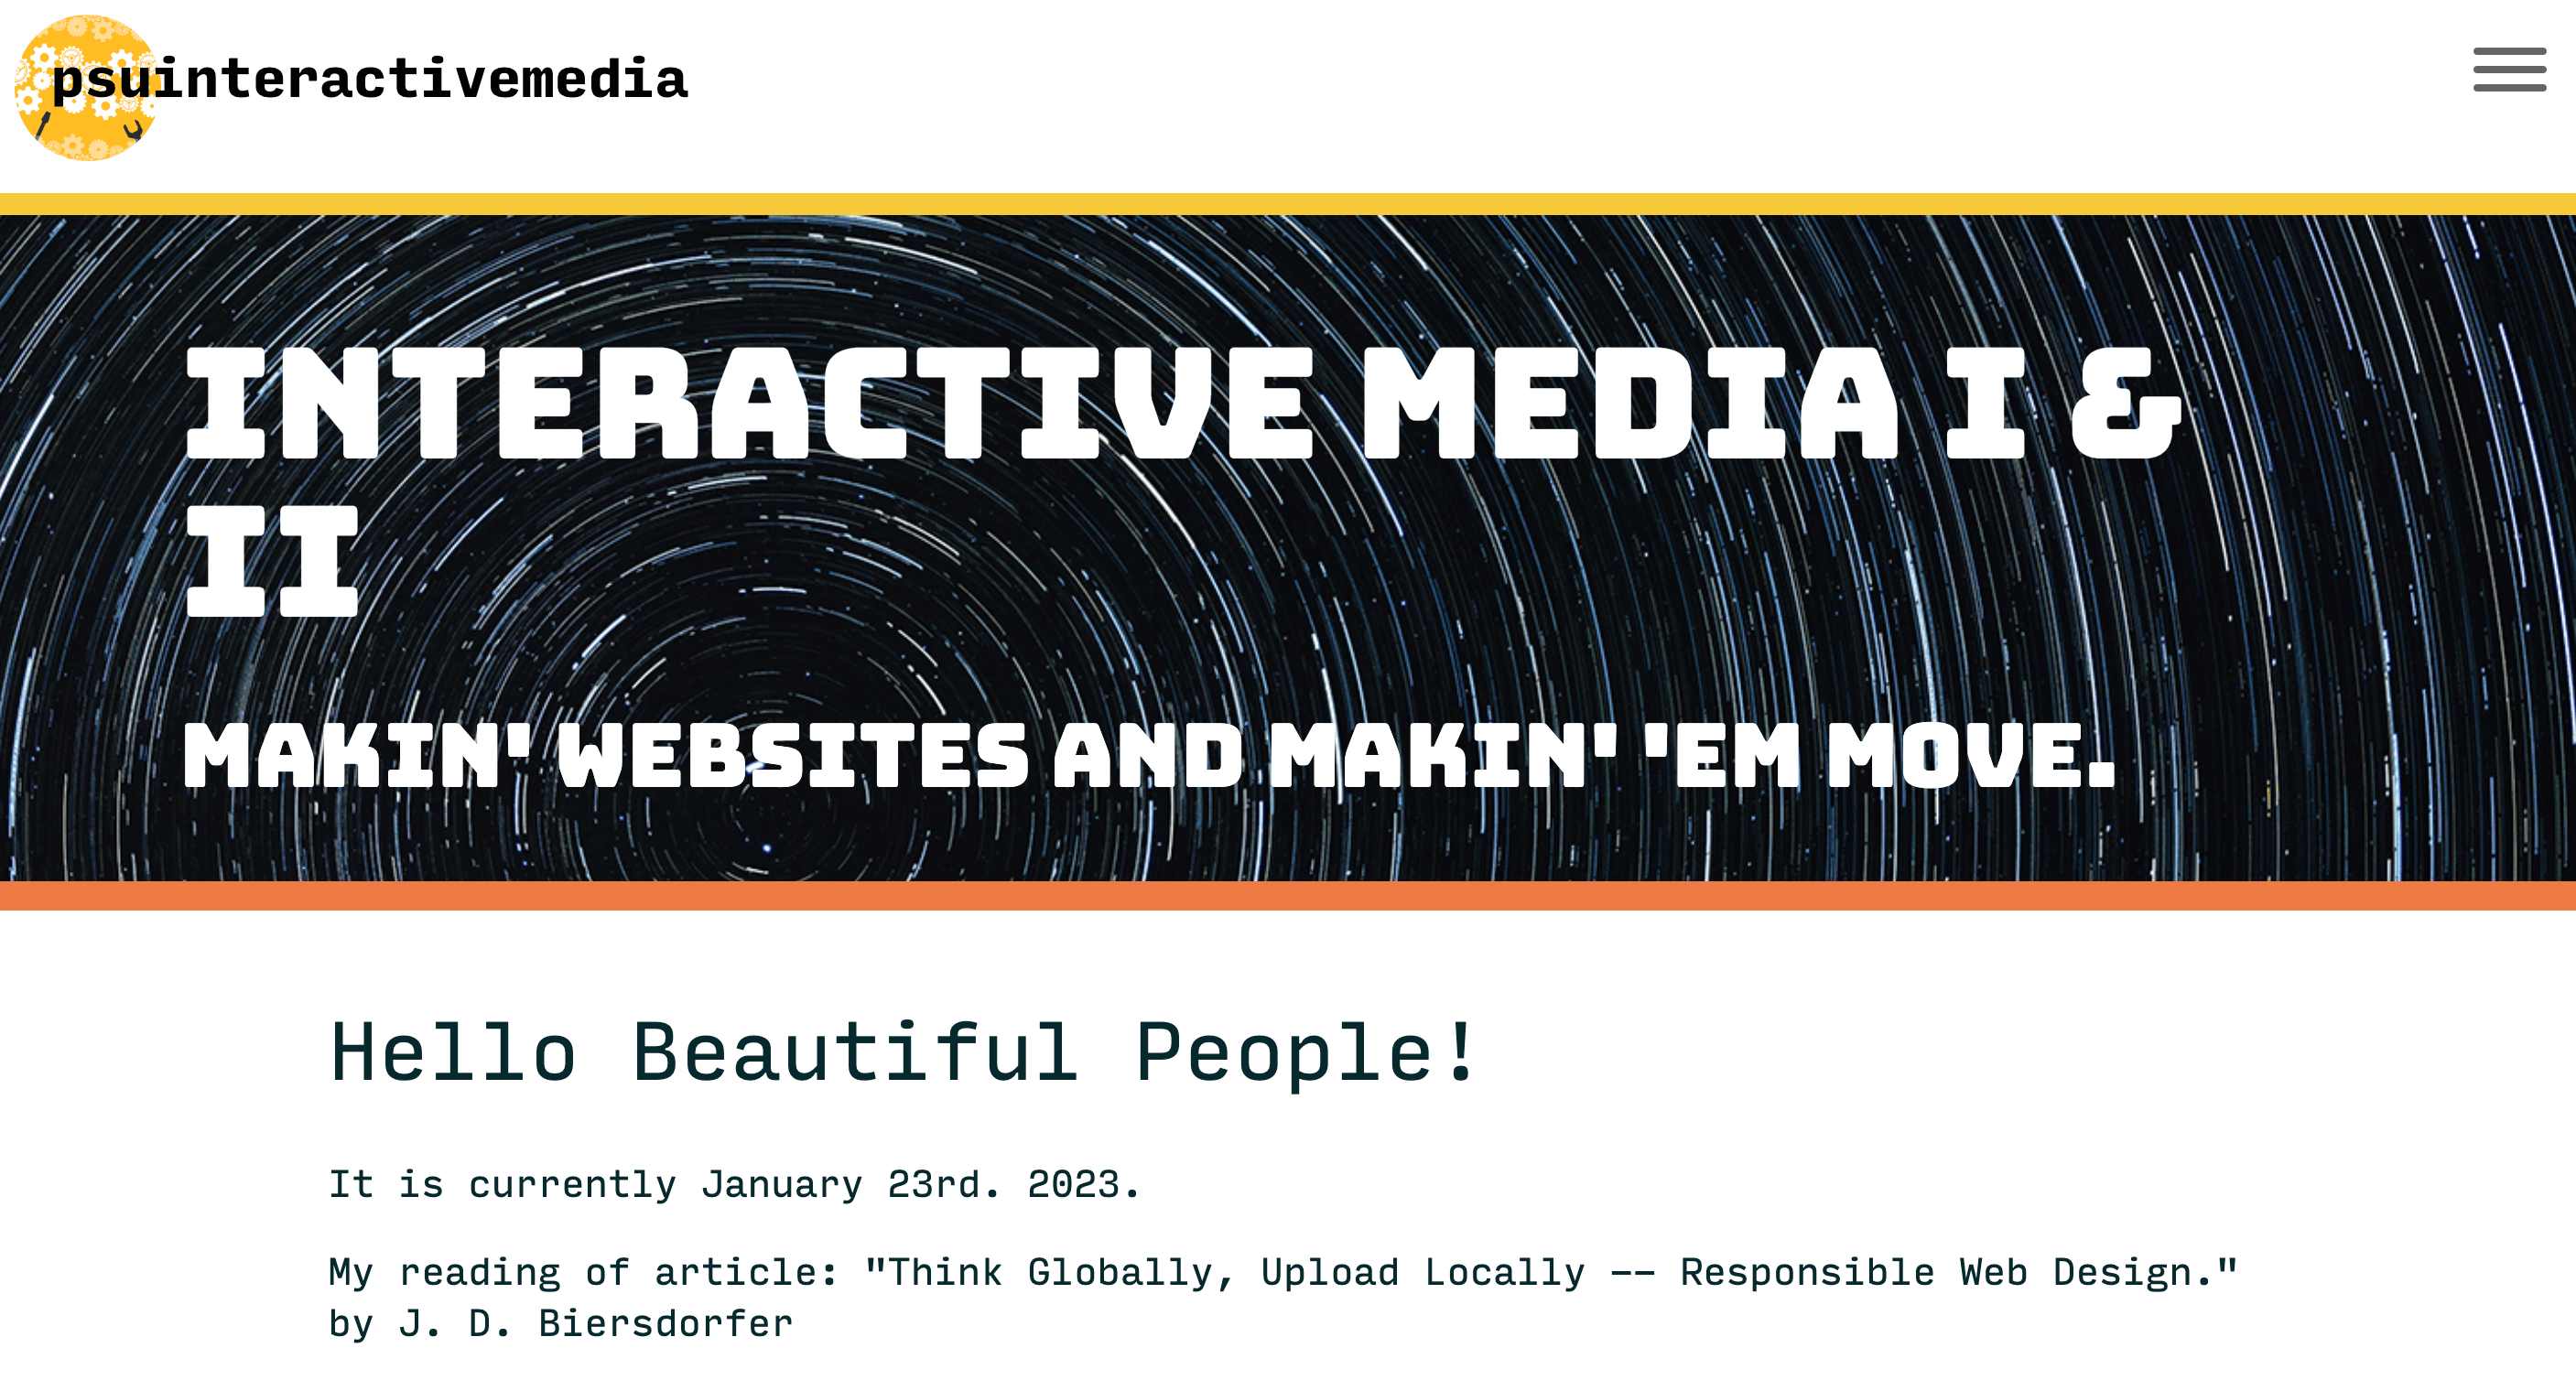 psuinteractivemedia
INTERACTIVE MEDIA I &
II
MAKIN' WEBSITES AND MAKIN' 'EM MOVE.
Hello Beautiful People!
It is currently January 23rd. 2023.
My reading of article: "Think Globally, Upload Locally -- Responsible Web Design."
by J. D. Biersdorfer